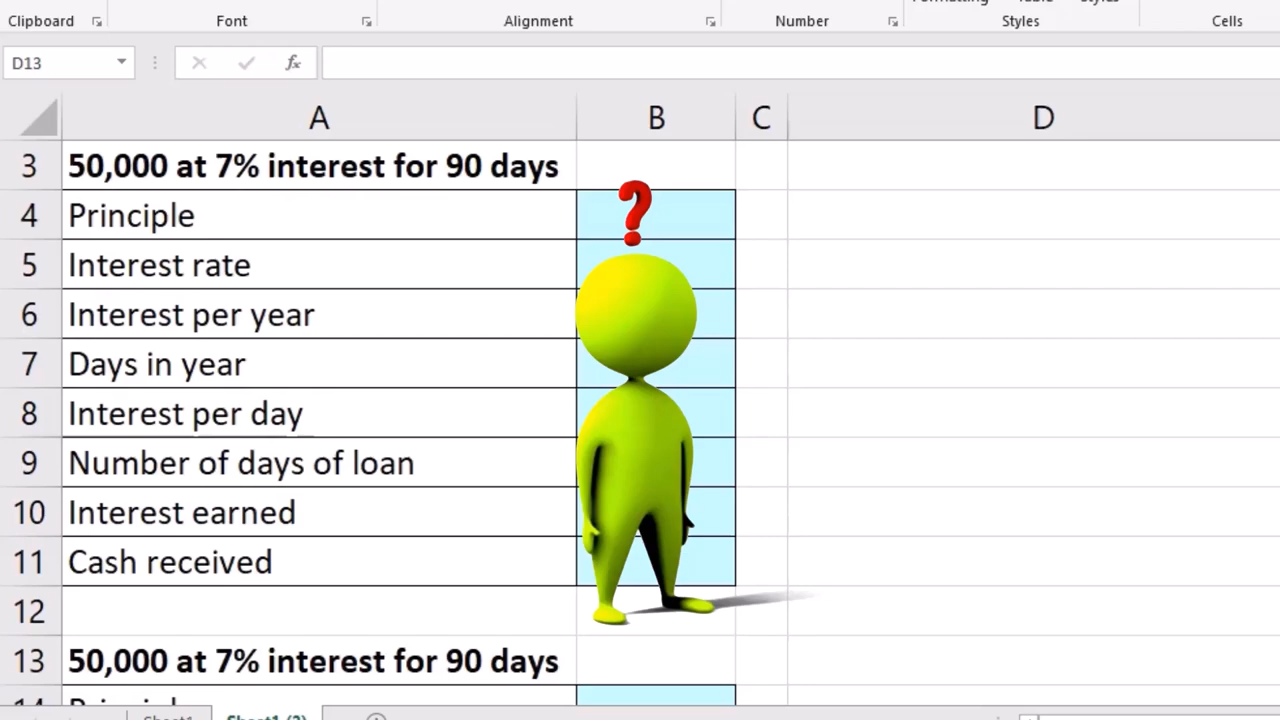 Clipboard Font Alignment Number Styles Cells
D13 fx
A B C D
3 50,000 at 7% interest for 90 days
?
4 Principle
5 Interest rate
6 Interest per year
7 Days in year
8 Interest per day
9 Number of days of loan
10 Interest earned
11 Cash received
12
13 50,000 at 7% interest for 90 days